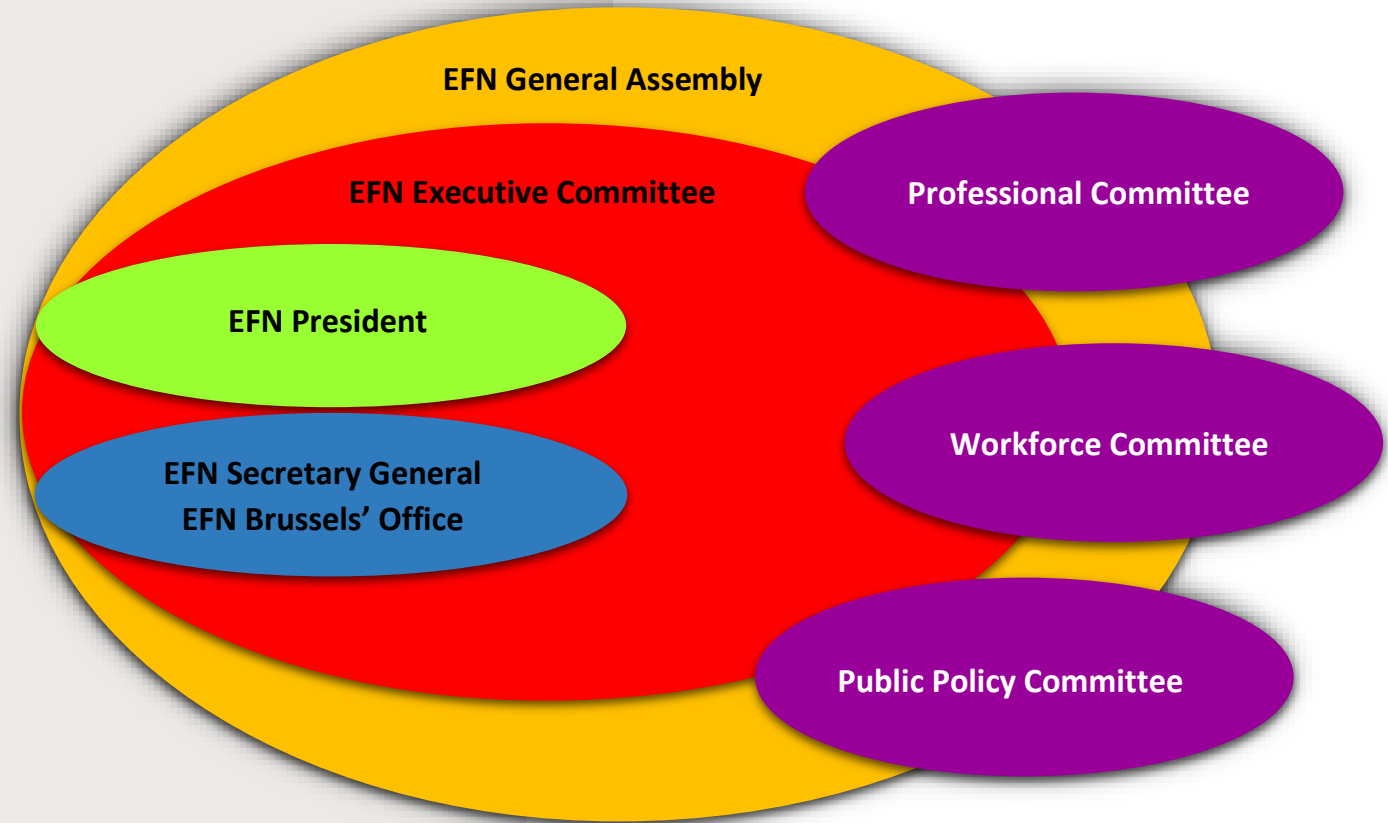 EFN General Assembly
EFN Executive Committee
Professional Committee
EFN President
Workforce Committee
EFN Secretary General
EFN Brussels’ Office
Public Policy Committee